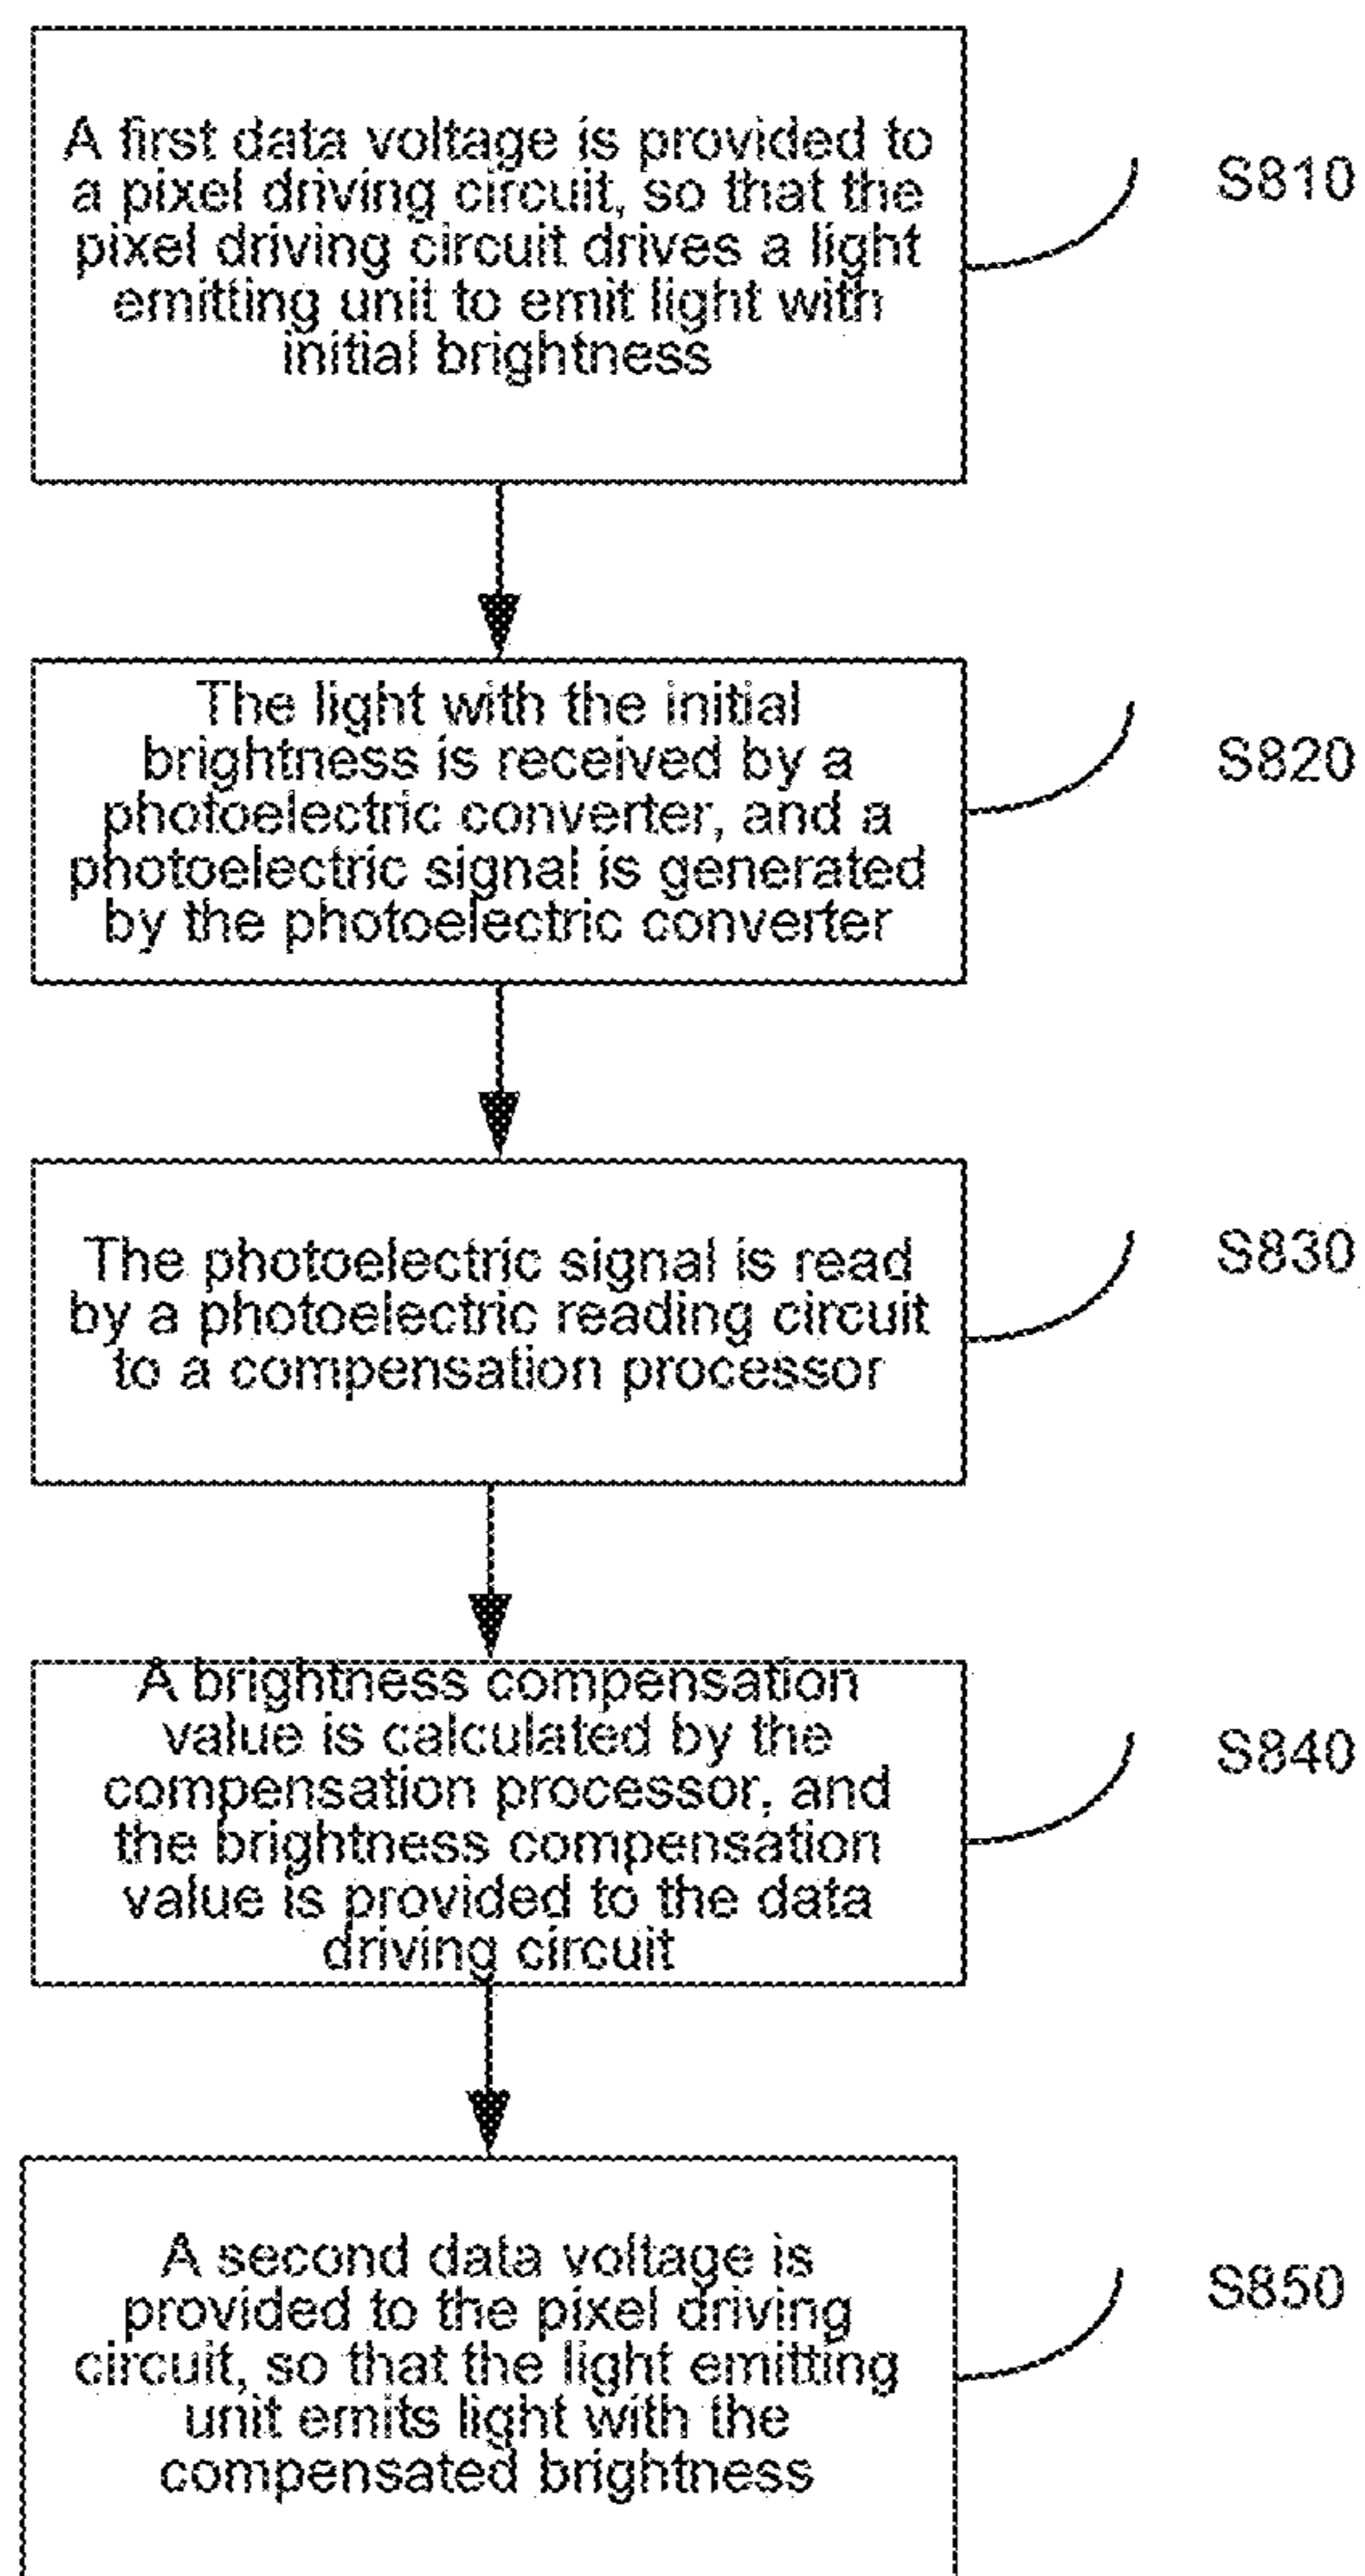 A first data voltage is provided to
a pixel driving circuit, so that the
pixel driving circuit drives a light
emitting unit to emit light with
initial brightness
S810
The light with the initial
brightness is received by a
photoelectric converter, and a
photoelectric signal is generated
by the photoelectric converter
S820
The photoelectric signal is read
by a photoelectric reading circuit
to a compensation processor
S830
A brightness compensation
value is calculated by the
compensation processor, and
the brightness compensation
value is provided to the data
driving circuit
S840
A second data voltage is
provided to the pixel driving
circuit, so that the light emitting
unit emits light with the
compensated brightness
S850